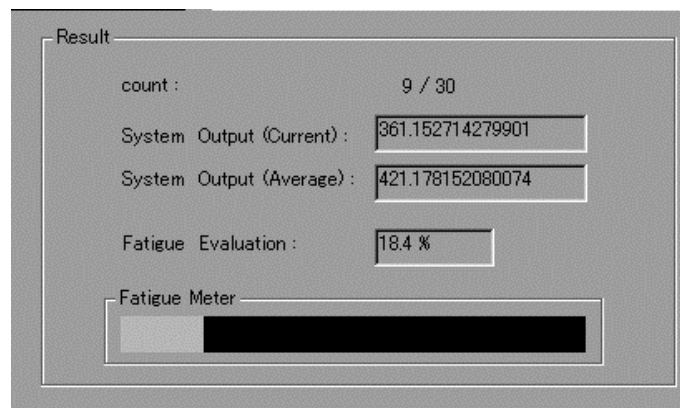 Result
count : 9 / 30
System Output (Current) : 361.152714279901
System Output (Average) : 421.178152080074
Fatigue Evaluation : 18.4 %
Fatigue Meter